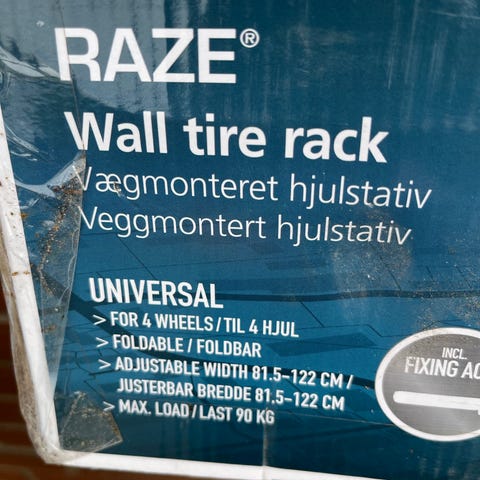 RAZE®
Wall tire rack
Vægmonteret hjulstativ
Veggmontert hjulstativ
UNIVERSAL
> FOR 4 WHEELS / TIL 4 HJUL
> FOLDABLE / FOLDBAR
> ADJUSTABLE WIDTH 81.5–122 CM /
JUSTERBAR BREDDE 81.5–122 CM
> MAX. LOAD / LAST 90 KG
INCL.
FIXING